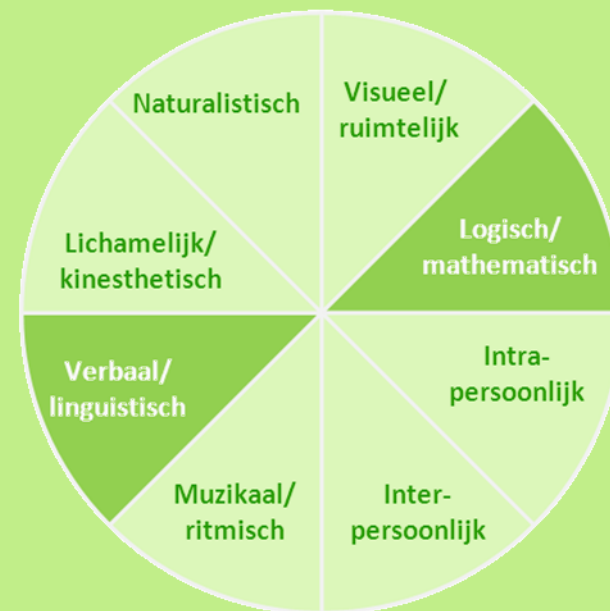 Naturalistisch
Visueel/
ruimtelijk
Logisch/
mathematisch
Intra-
persoonlijk
Inter-
persoonlijk
Muzikaal/
ritmisch
Verbaal/
linguistisch
Lichamelijk/
kinesthetisch